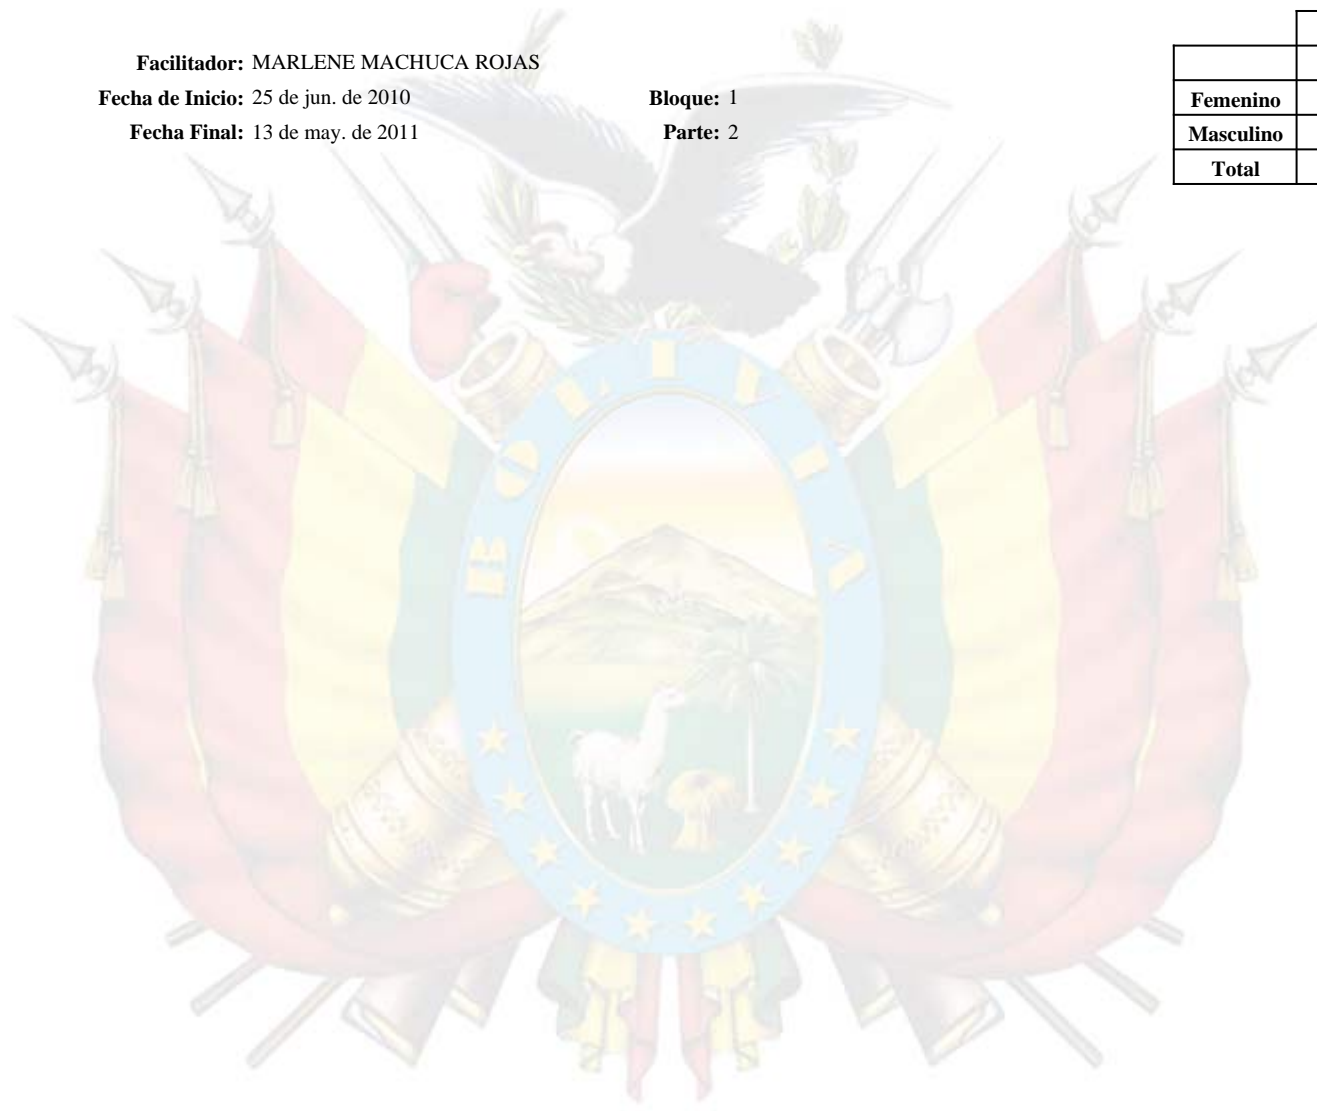 Facilitador: MARLENE MACHUCA ROJAS
Fecha de Inicio: 25 de jun. de 2010 Bloque: 1
Fecha Final: 13 de may. de 2011 Parte: 2
Femenino
Masculino
Total
BOLIVIA